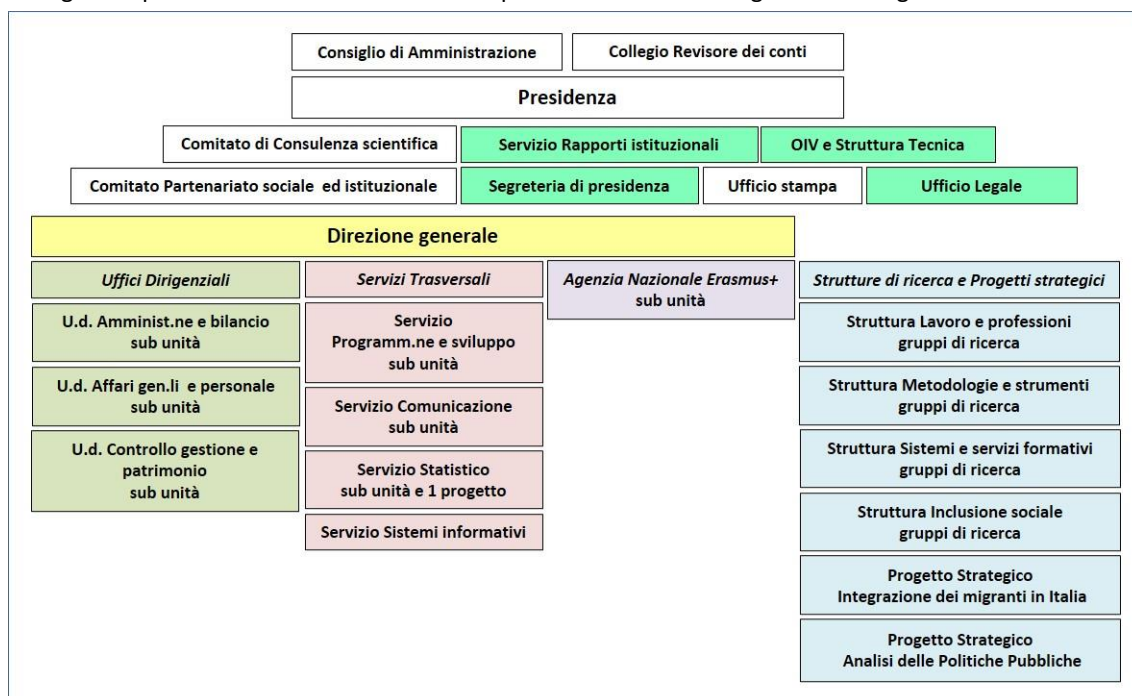 Consiglio di Amministrazione
Collegio Revisore dei conti
Presidenza
Comitato di Consulenza scientifica
Servizio Rapporti istituzionali
OIV e Struttura Tecnica
Comitato Partenariato sociale ed istituzionale
Segreteria di presidenza
Ufficio stampa
Ufficio Legale
Direzione generale
Uffici Dirigenziali
U.d. Amminist.ne e bilancio
sub unità
U.d. Affari gen.li e personale
sub unità
U.d. Controllo gestione e
patrimonio
sub unità
Servizi Trasversali
Servizio
Programm.ne e sviluppo
sub unità
Servizio Comunicazione
sub unità
Servizio Statistico
sub unità e 1 progetto
Servizio Sistemi informativi
Agenzia Nazionale Erasmus+
sub unità
Strutture di ricerca e Progetti strategici
Struttura Lavoro e professioni
gruppi di ricerca
Struttura Metodologie e strumenti
gruppi di ricerca
Struttura Sistemi e servizi formativi
gruppi di ricerca
Struttura Inclusione sociale
gruppi di ricerca
Progetto Strategico
Integrazione dei migranti in Italia
Progetto Strategico
Analisi delle Politiche Pubbliche